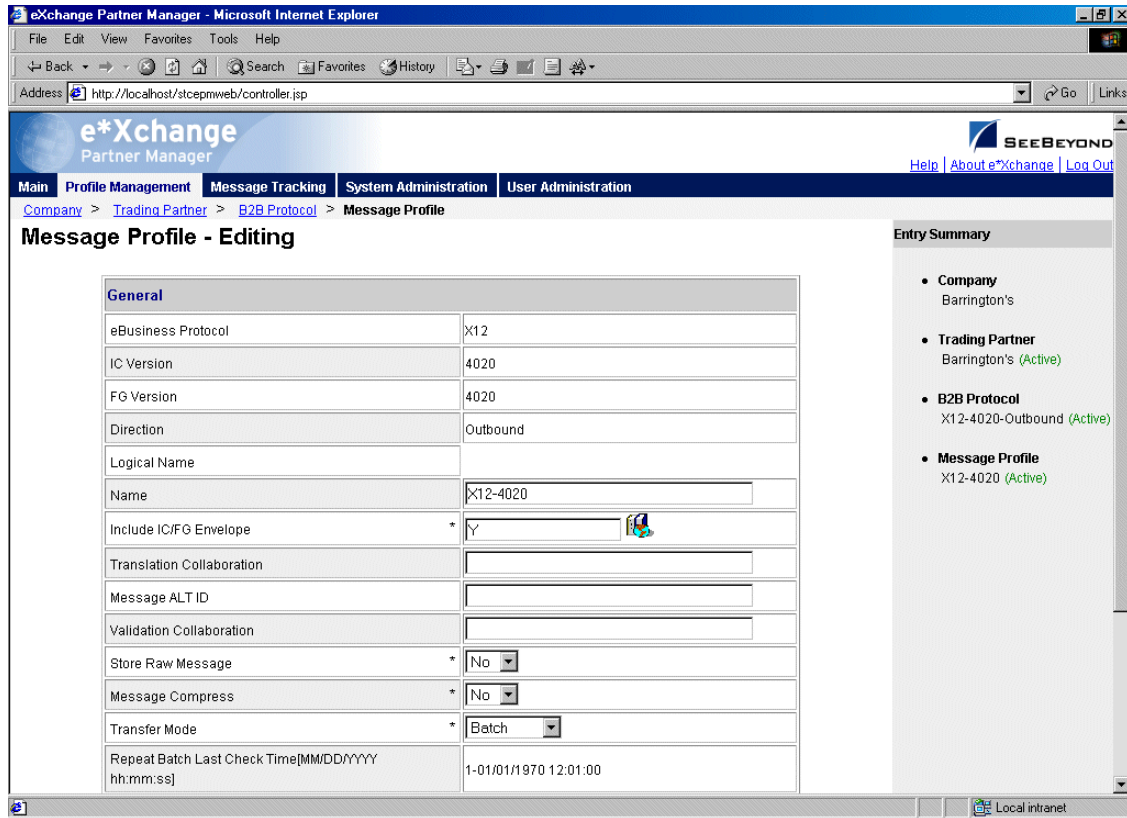 eXchange Partner Manager - Microsoft Internet Explorer
File Edit View Favorites Tools Help
Back Search Favorites History
Address http://localhost/stcepmweb/controller.jsp Go Links
e*Xchange
Partner Manager
SEEBEYOND
Help | About e*Xchange | Log Out
Main Profile Management Message Tracking System Administration User Administration
Company > Trading Partner > B2B Protocol > Message Profile
Message Profile - Editing
General
eBusiness Protocol X12
IC Version 4020
FG Version 4020
Direction Outbound
Logical Name
Name X12-4020
Include IC/FG Envelope * Y
Translation Collaboration
Message ALT ID
Validation Collaboration
Store Raw Message * No
Message Compress * No
Transfer Mode * Batch
Repeat Batch Last Check Time[MM/DD/YYYY
hh:mm:ss] 1-01/01/1970 12:01:00
Entry Summary
• Company
Barrington's
• Trading Partner
Barrington's (Active)
• B2B Protocol
X12-4020-Outbound (Active)
• Message Profile
X12-4020 (Active)
Local intranet